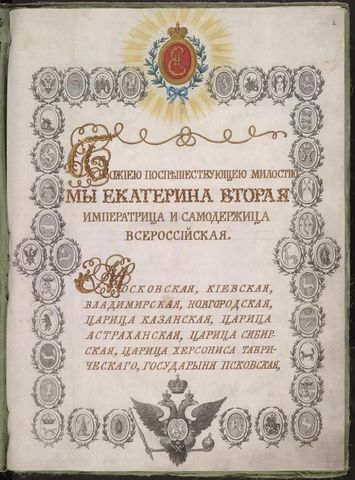 БОЖІЕЮ ПОСПѢШЕСТВУЮЩЕЮ МИЛОСТІЮ
МЫ ЕКАТЕРИНА ВТОРАЯ
ИМПЕРАТРИЦА И САМОДЕРЖИЦА
ВСЕРОССІЙСКАЯ.
МОСКОВСКАЯ, КІЕВСКАЯ,
ВЛАДИМИРСКАЯ, НОВГОРОДСКАЯ,
ЦАРИЦА КАЗАНСКАЯ, ЦАРИЦА
АСТРАХАНСКАЯ, ЦАРИЦА СИБИР-
СКАЯ, ЦАРИЦА ХЕРСОНИСА ТАВРИ-
ЧЕСКАГО, ГОСУДАРЫНЯ ПСКОВСКАЯ,